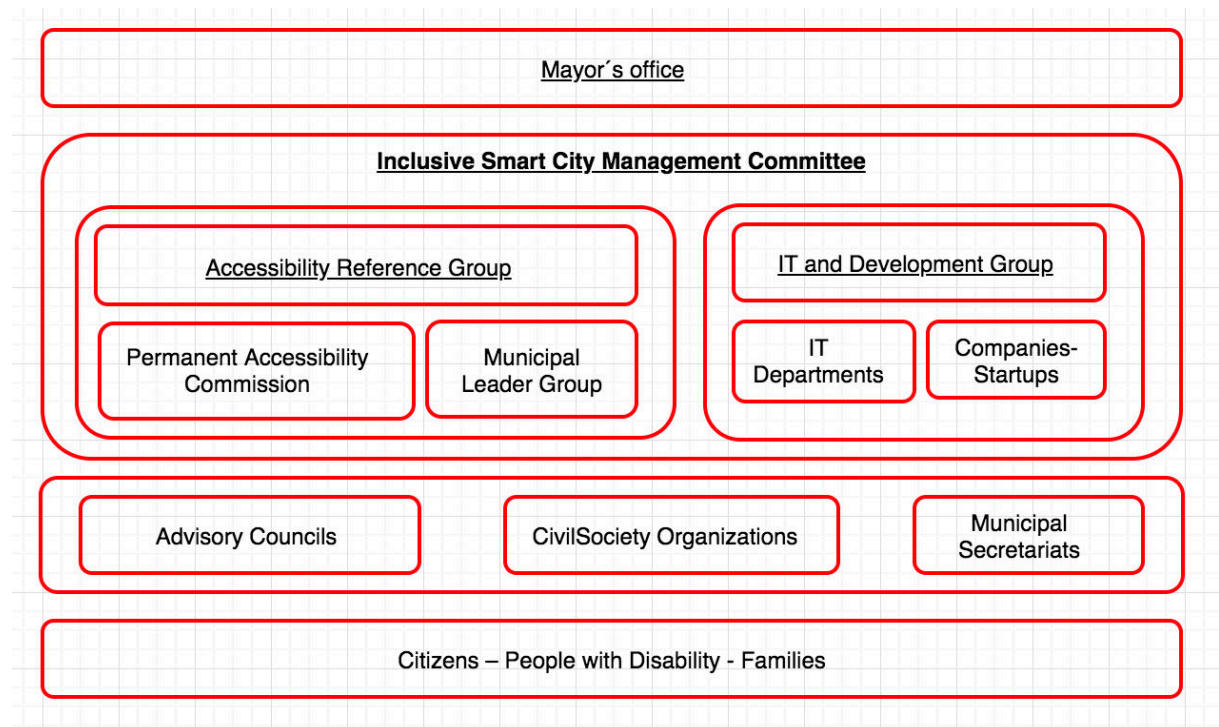 Mayor´s office
Inclusive Smart City Management Committee
Accessibility Reference Group
Permanent Accessibility
Commission
Municipal
Leader Group
IT and Development Group
IT
Departments
Companies-
Startups
Advisory Councils
CivilSociety Organizations
Municipal
Secretariats
Citizens – People with Disability - Families